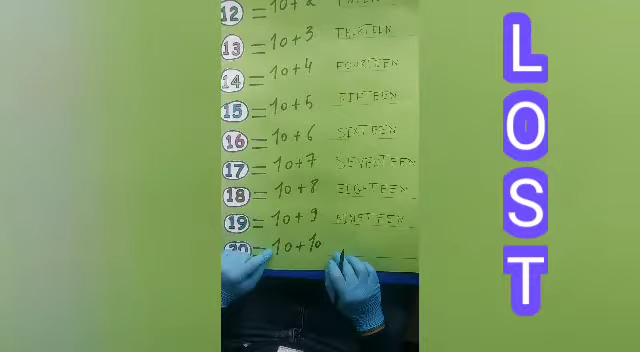 12 = 10+2
13 = 10+3 THIRTEEN
14 = 10+4 FOURTEEN
15 = 10+5 FIFTEEN
16 = 10+6 SIXTEEN
17 = 10+7 SEVENTEEN
18 = 10+8 EIGHTEEN
19 = 10+9
20 = 10+10
LOST